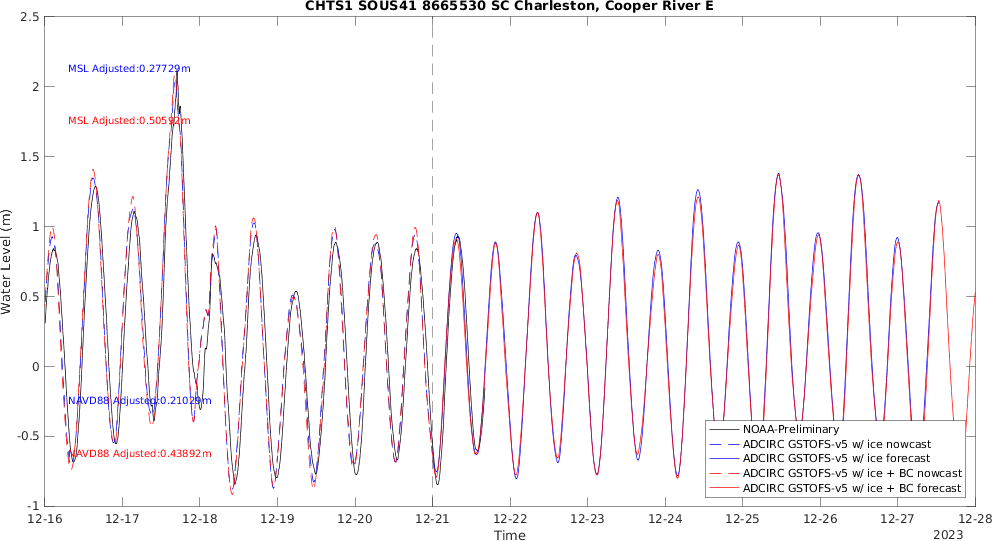 CHTS1 SOUS41 8665530 SC Charleston, Cooper River E
2.5
2
1.5
1
0.5
0
-0.5
-1
Water Level (m)
MSL Adjusted:0.27729m
MSL Adjusted:0.50592m
NAVD88 Adjusted:0.21029m
NAVD88 Adjusted:0.43892m
NOAA-Preliminary
ADCIRC GSTOFS-v5 w/ ice nowcast
ADCIRC GSTOFS-v5 w/ ice forecast
ADCIRC GSTOFS-v5 w/ ice + BC nowcast
ADCIRC GSTOFS-v5 w/ ice + BC forecast
12-16 12-17 12-18 12-19 12-20 12-21 12-22 12-23 12-24 12-25 12-26 12-27 12-28
Time
2023